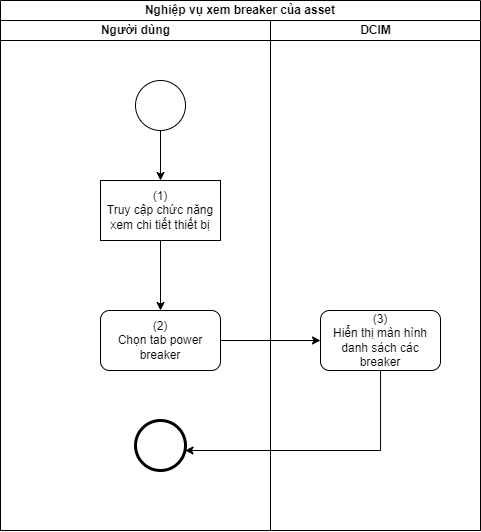 Nghiệp vụ xem breaker của asset
Người dùng
DCIM
(1)
Truy cập chức năng
xem chi tiết thiết bị
(2)
Chọn tab power
breaker
(3)
Hiển thị màn hình
danh sách các
breaker